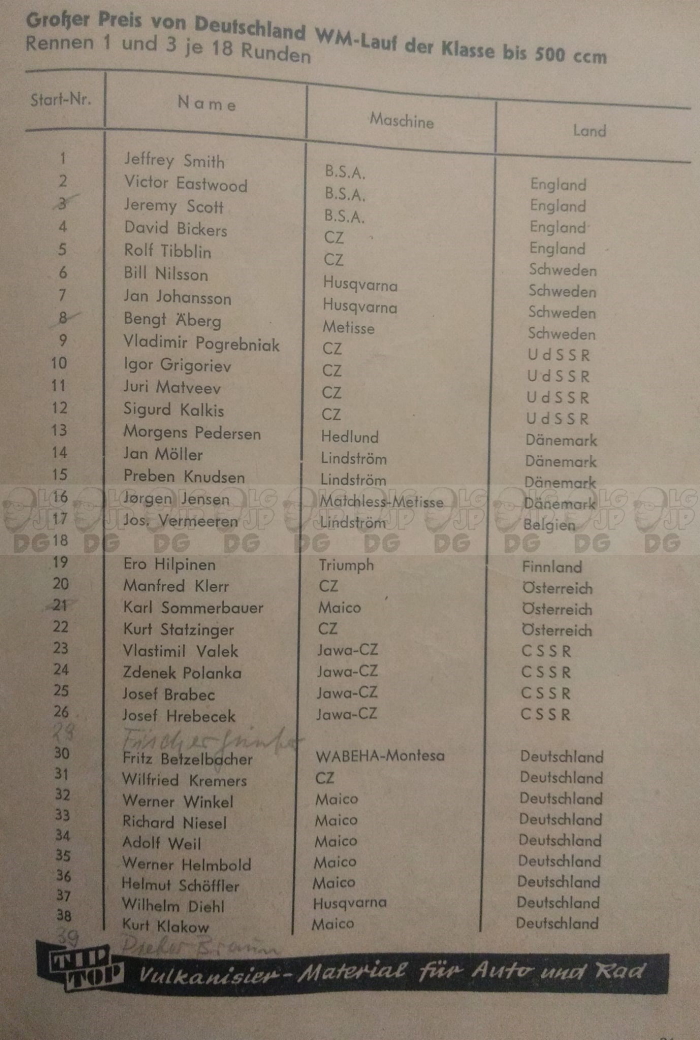 Großer Preis von Deutschland WM-Lauf der Klasse bis 500 ccm
Rennen 1 und 3 je 18 Runden
Start-Nr. Name Maschine Land
1 Jeffrey Smith B.S.A. England
2 Victor Eastwood B.S.A. England
3 Jeremy Scott B.S.A. England
4 David Bickers CZ England
5 Rolf Tibblin CZ Schweden
6 Bill Nilsson Husqvarna Schweden
7 Jan Johansson Husqvarna Schweden
8 Bengt Äberg Metisse Schweden
9 Vladimir Pogrebniak CZ UdSSR
10 Igor Grigoriev CZ UdSSR
11 Juri Matveev CZ UdSSR
12 Sigurd Kalkis CZ UdSSR
13 Morgens Pedersen Hedlund Dänemark
14 Jan Möller Lindström Dänemark
15 Preben Knudsen Lindström Dänemark
16 Jørgen Jensen Matchless-Metisse Dänemark
17 Jos. Vermeeren Lindström Belgien
18
19 Ero Hilpinen Triumph Finnland
20 Manfred Klerr CZ Österreich
21 Karl Sommerbauer Maico Österreich
22 Kurt Statzinger CZ Österreich
23 Vlastimil Valek Jawa-CZ CSSR
24 Zdenek Polanka Jawa-CZ CSSR
25 Josef Brabec Jawa-CZ CSSR
26 Josef Hrebecek Jawa-CZ CSSR
Fischer Günter
30 Fritz Betzelbacher WABEHA-Montesa Deutschland
31 Wilfried Kremers CZ Deutschland
32 Werner Winkel Maico Deutschland
33 Richard Niesel Maico Deutschland
34 Adolf Weil Maico Deutschland
35 Werner Helmbold Maico Deutschland
36 Helmut Schöffler Maico Deutschland
37 Wilhelm Diehl Husqvarna Deutschland
38 Kurt Klakow Maico Deutschland
39 Braun
TIP TOP Vulkanisier-Material für Auto und Rad